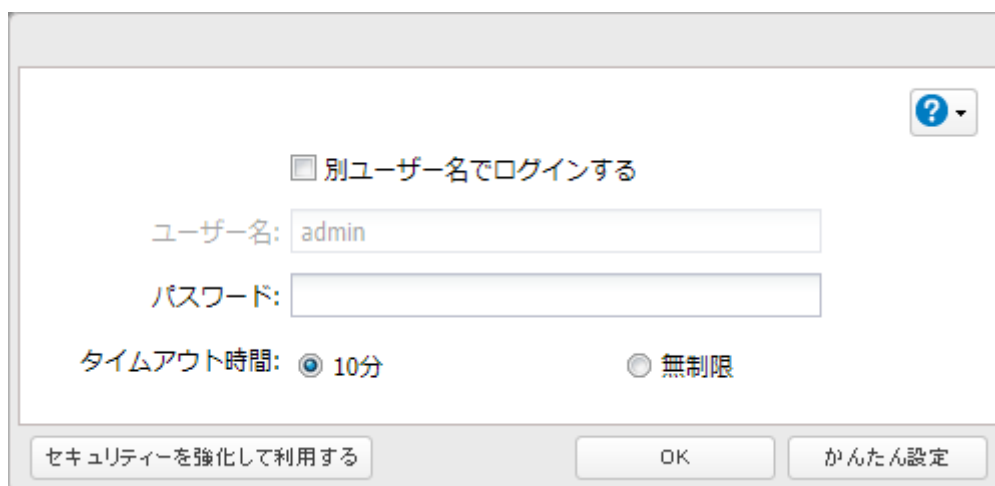 ?
別ユーザー名でログインする
ユーザー名: admin
パスワード:
タイムアウト時間: 10分 無制限
セキュリティーを強化して利用する OK かんたん設定